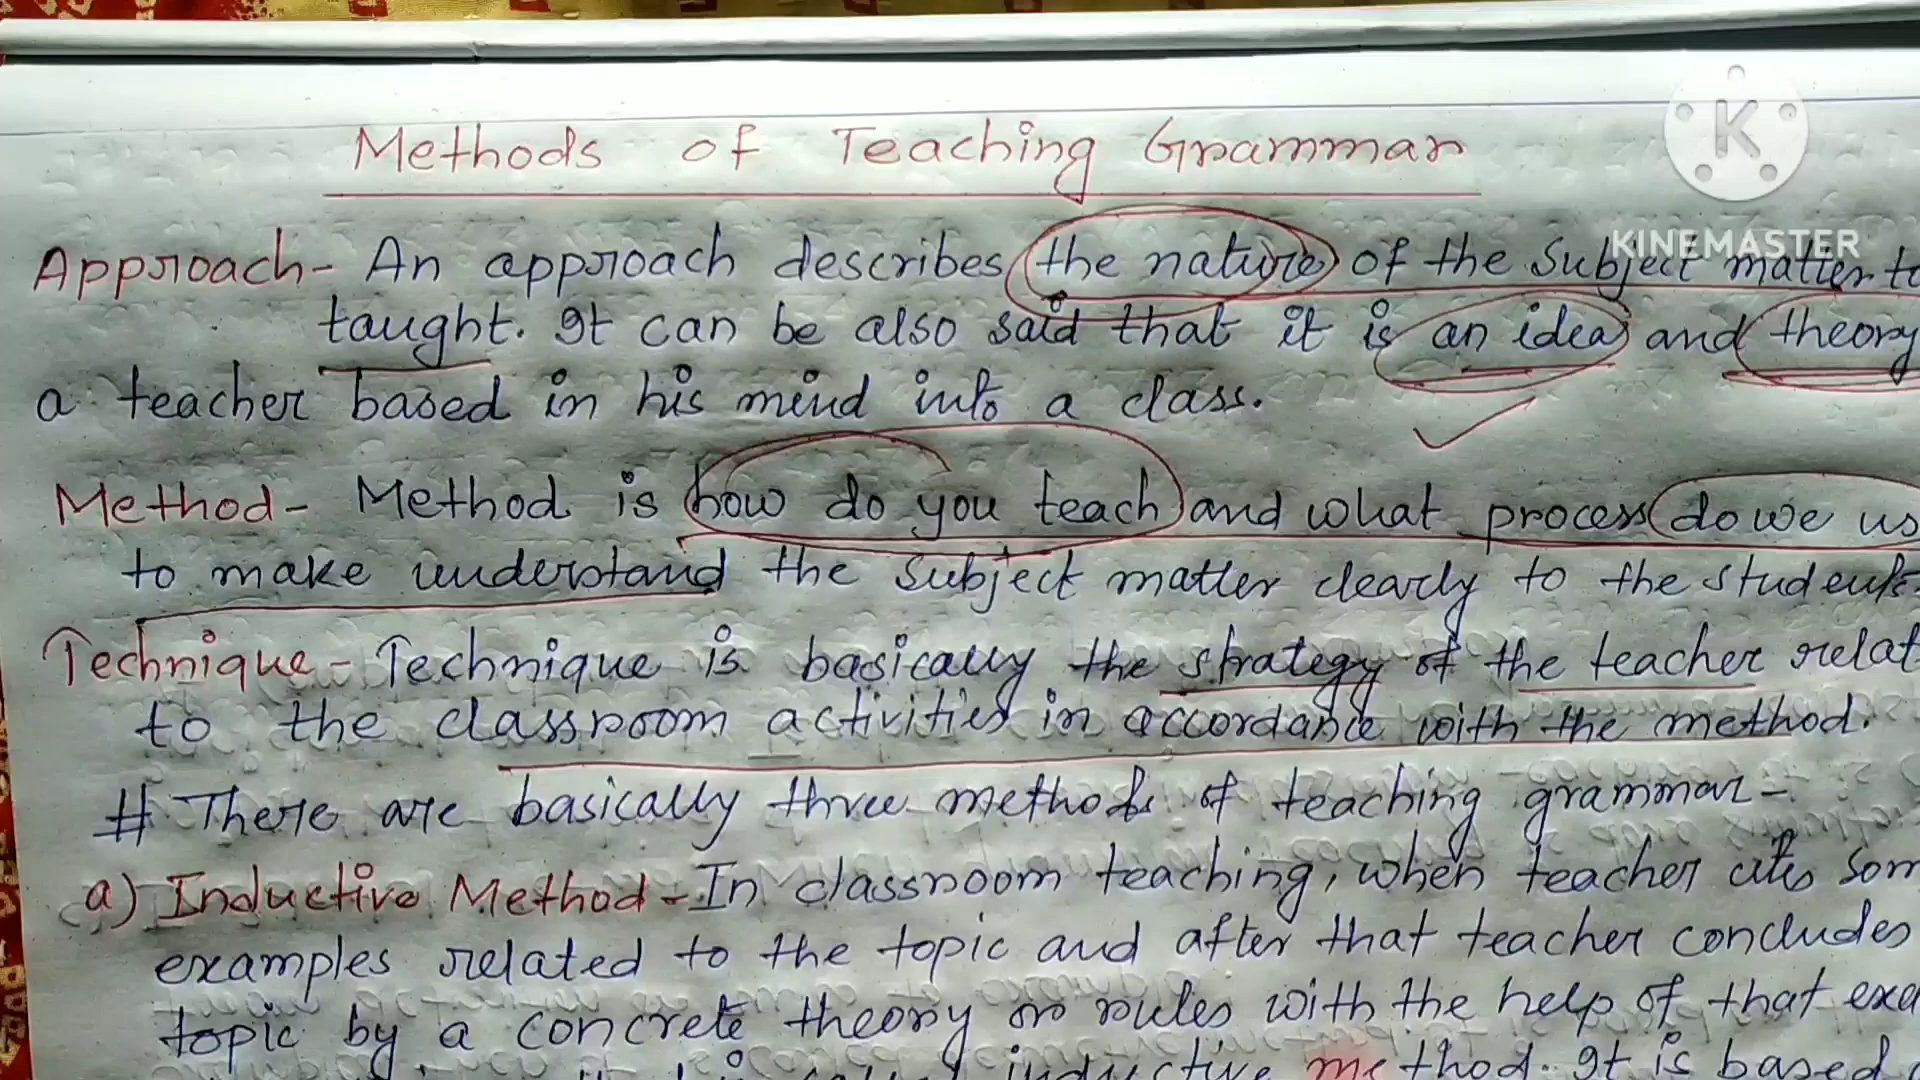 Methods of Teaching Grammar
KINEMASTER
Approach- An approach describes the nature of the subject matter to
taught. It can be also said that it is an idea and theory
a teacher based in his mind into a class.
Method- Method is how do you teach and what process do we us
to make understand the subject matter clearly to the students.
Technique- Technique is basically the strategy of the teacher relat
to the classroom activities in accordance with the method.
# There are basically three methods of teaching grammar-
a) Inductive Method- In classroom teaching, when teacher cites som
examples related to the topic and after that teacher concludes
topic by a concrete theory or rules with the help of that exa
inductive method. It is based